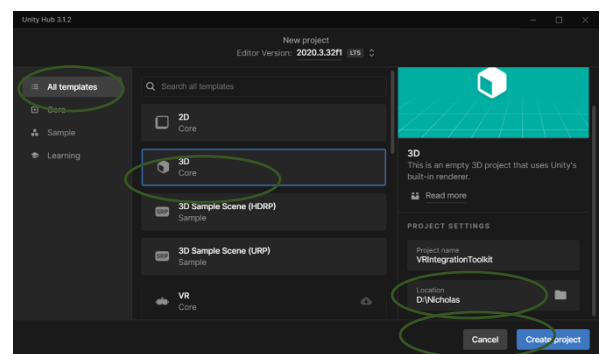 Unity Hub 3.1.2
New project
Editor Version: 2020.3.32f1 LTS
All templates
Core
Sample
Learning
Search all templates
2D
Core
3D
Core
SRP
3D Sample Scene (HDRP)
Sample
SRP
3D Sample Scene (URP)
Sample
VR
Core
3D
This is an empty 3D project that uses Unity's
built-in renderer.
Read more
PROJECT SETTINGS
Project name
VRIntegrationToolkit
Location
D:\Nicholas
Cancel
Create project